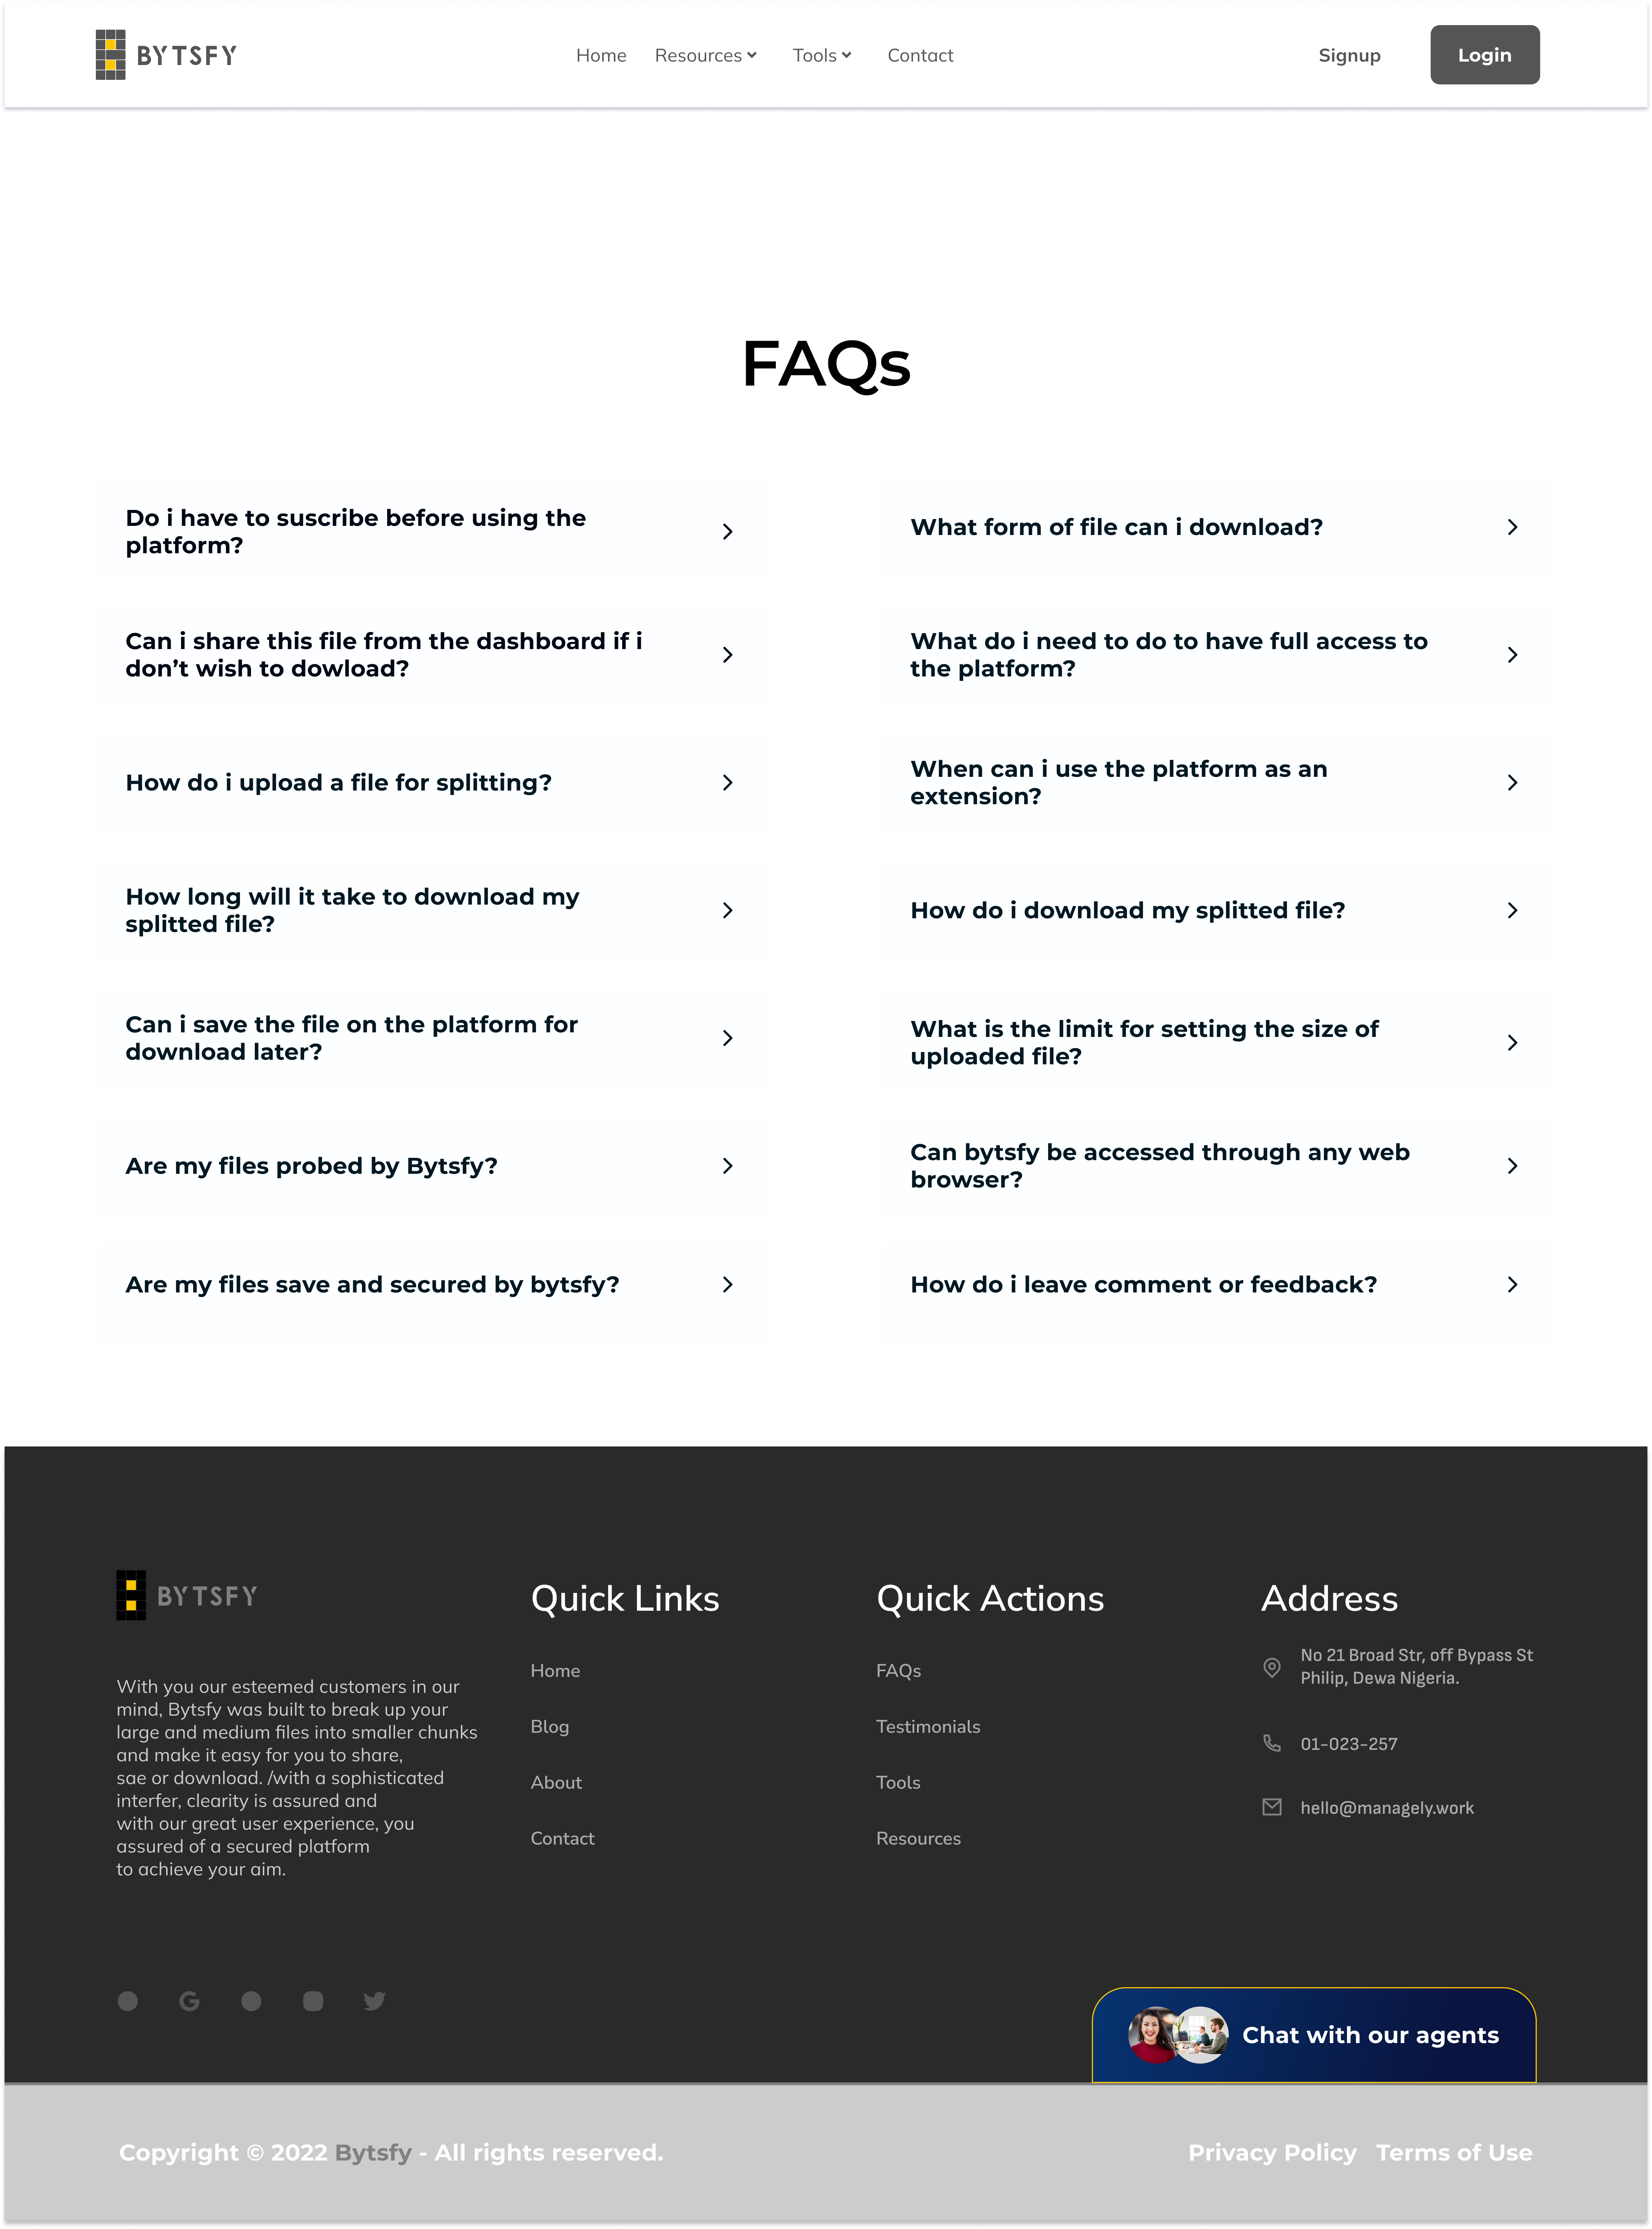 BYTSFY
Home
Resources
Tools
Contact
Signup
Login
FAQs
Do i have to suscribe before using the
platform?
What form of file can i download?
Can i share this file from the dashboard if i
don’t wish to dowload?
What do i need to do to have full access to
the platform?
How do i upload a file for splitting?
When can i use the platform as an
extension?
How long will it take to download my
splitted file?
How do i download my splitted file?
Can i save the file on the platform for
download later?
What is the limit for setting the size of
uploaded file?
Are my files probed by Bytsfy?
Can bytsfy be accessed through any web
browser?
Are my files save and secured by bytsfy?
How do i leave comment or feedback?
BYTSFY
With you our esteemed customers in our
mind, Bytsfy was built to break up your
large and medium files into smaller chunks
and make it easy for you to share,
sae or download. /with a sophisticated
interfer, clearity is assured and
with our great user experience, you
assured of a secured platform
to achieve your aim.
Quick Links
Home
Blog
About
Contact
Quick Actions
FAQs
Testimonials
Tools
Resources
Address
No 21 Broad Str, off Bypass St
Philip, Dewa Nigeria.
01-023-257
hello@managely.work
Chat with our agents
Copyright © 2022 Bytsfy - All rights reserved.
Privacy Policy
Terms of Use